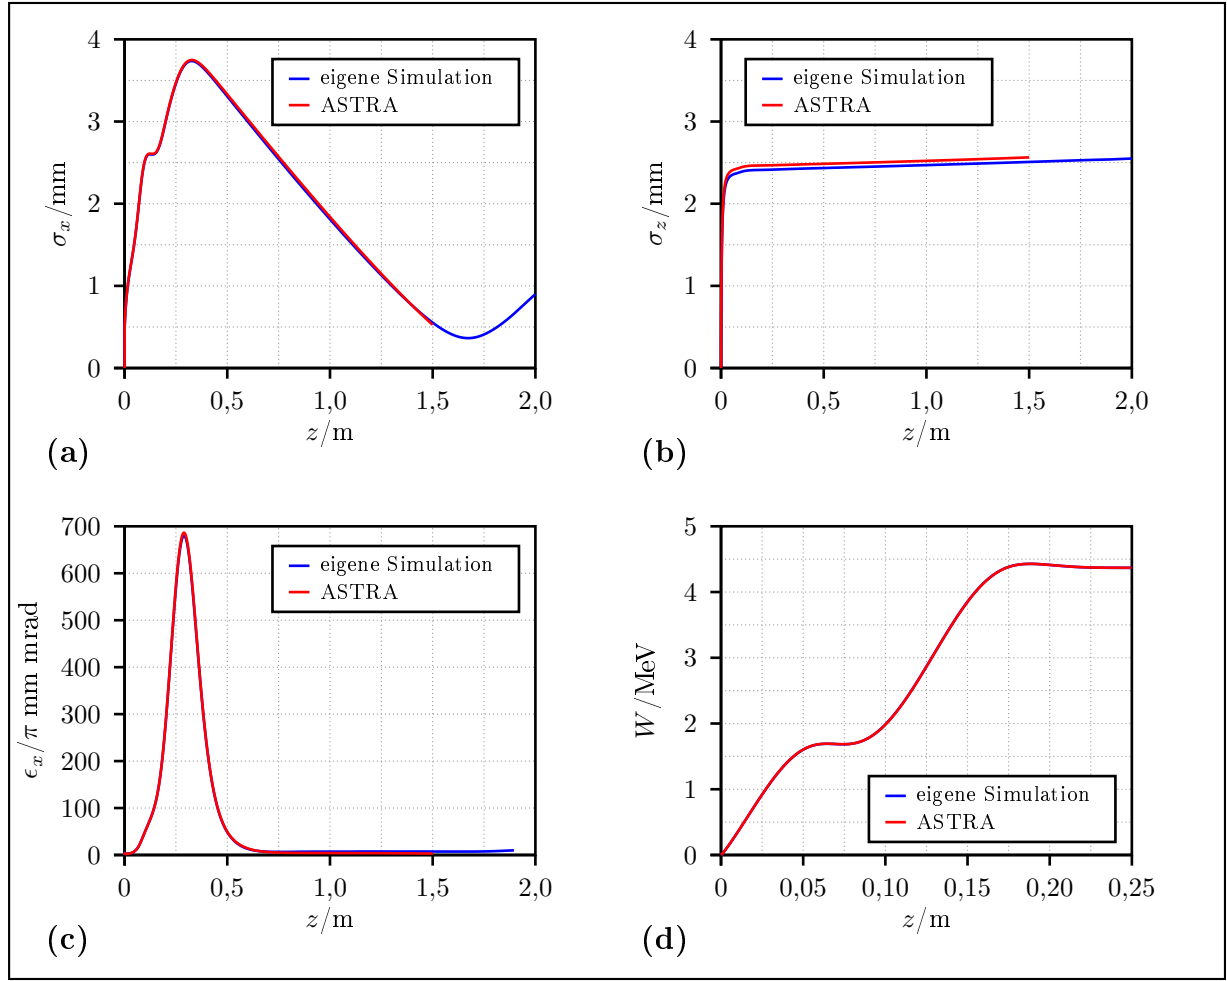 4
3
2
1
0
σx/mm
eigene Simulation
ASTRA
0 0,5 1,0 1,5 2,0
z/m
(a)
4
3
2
1
0
σz/mm
eigene Simulation
ASTRA
0 0,5 1,0 1,5 2,0
z/m
(b)
700
600
500
400
300
200
100
0
ϵx/π mm mrad
eigene Simulation
ASTRA
0 0,5 1,0 1,5 2,0
z/m
(c)
5
4
3
2
1
0
W/MeV
eigene Simulation
ASTRA
0 0,05 0,10 0,15 0,20 0,25
z/m
(d)